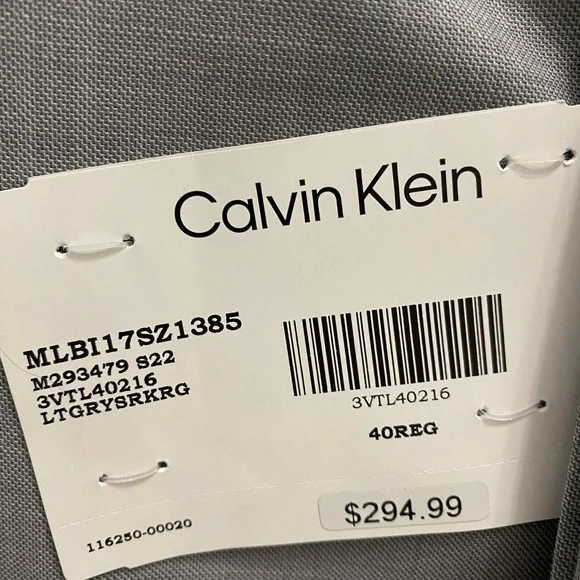 Calvin Klein
MLBI17SZ1385
M293479 S22
3VTL40216
LTGRYSRKRG
3VTL40216
40REG
$294.99
116250-00020